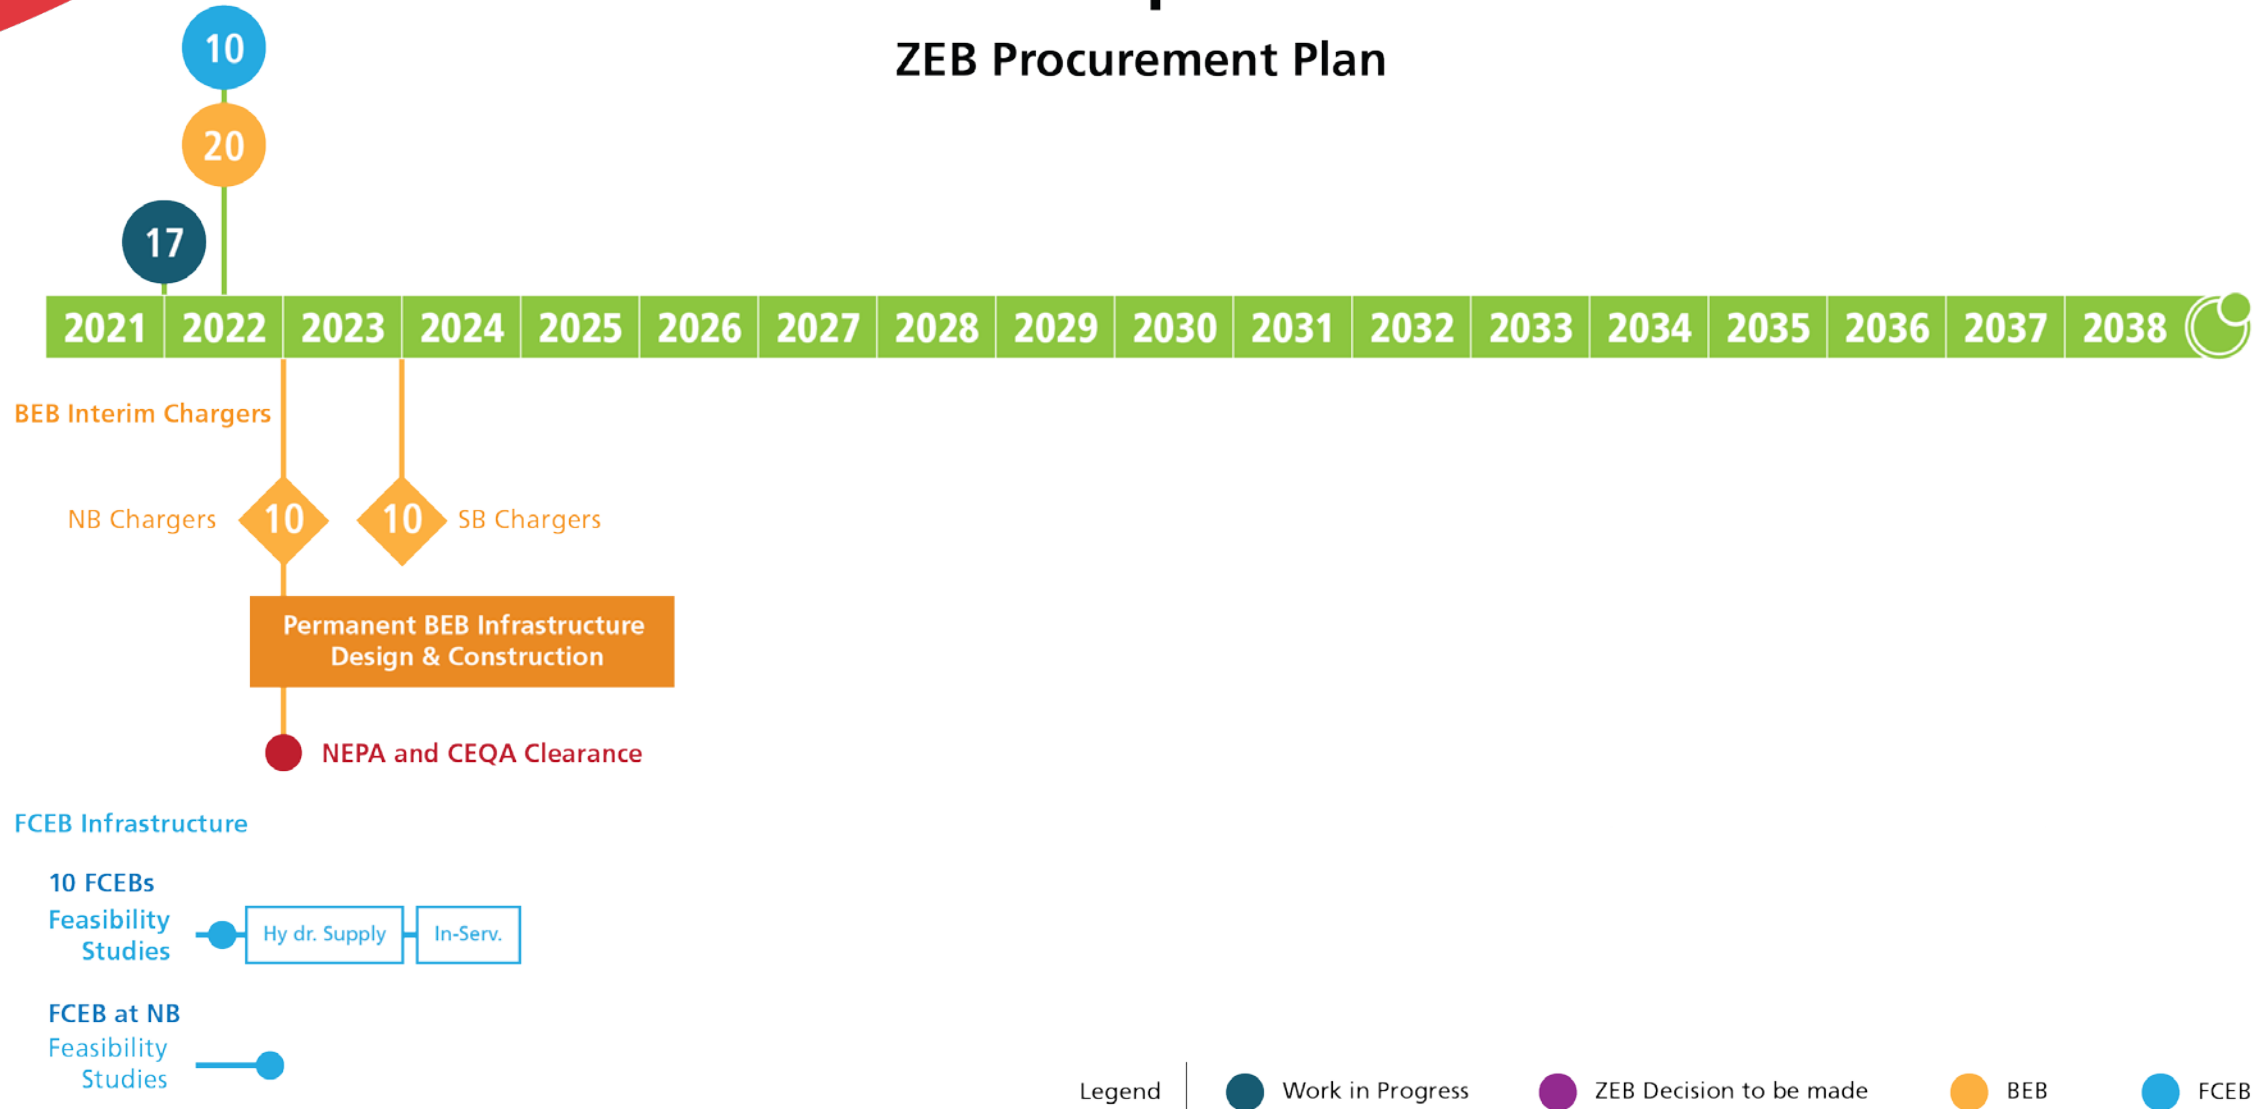 ZEB Procurement Plan
10
20
17
2021 2022 2023 2024 2025 2026 2027 2028 2029 2030 2031 2032 2033 2034 2035 2036 2037 2038
BEB Interim Chargers
NB Chargers 10 10 SB Chargers
Permanent BEB Infrastructure
Design & Construction
NEPA and CEQA Clearance
FCEB Infrastructure
10 FCEBs
Feasibility
Studies
Hy dr. Supply In-Serv.
FCEB at NB
Feasibility
Studies
Legend Work in Progress ZEB Decision to be made BEB FCEB